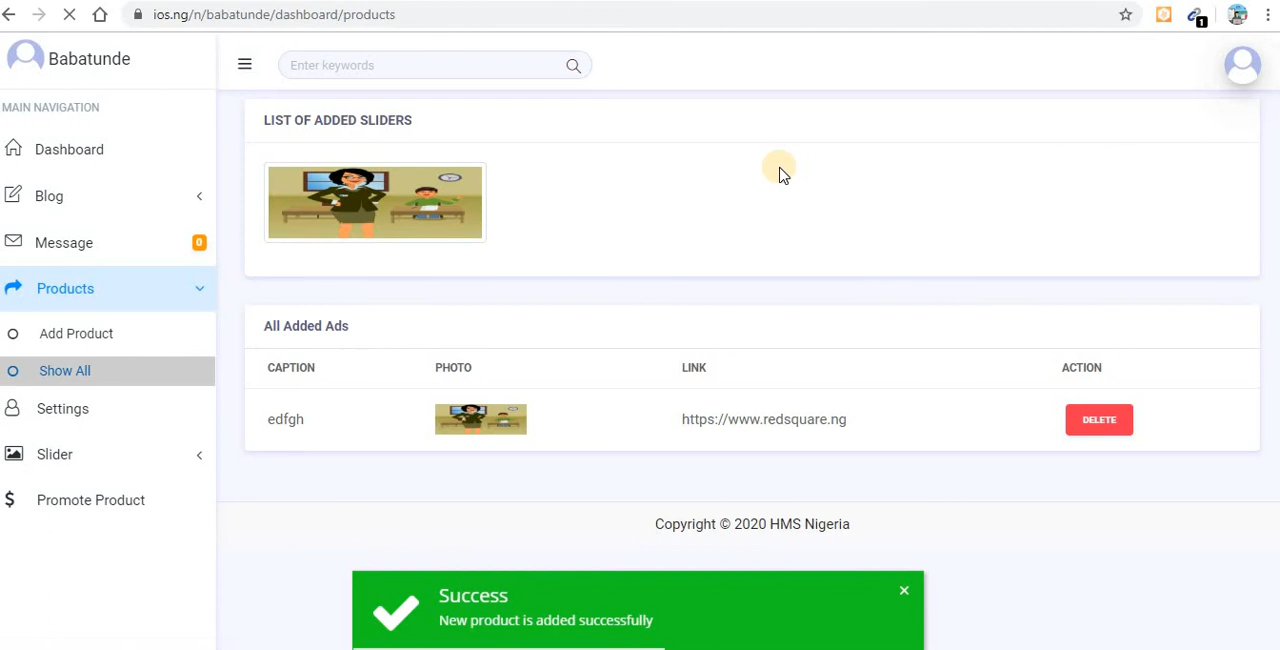 ios.ng/n/babatunde/dashboard/products
1
Babatunde
Enter keywords
MAIN NAVIGATION
Dashboard
Blog
Message 0
Products
Add Product
Show All
Settings
Slider
Promote Product
LIST OF ADDED SLIDERS
All Added Ads
CAPTION PHOTO LINK ACTION
edfgh https://www.redsquare.ng DELETE
Copyright © 2020 HMS Nigeria
Success
New product is added successfully